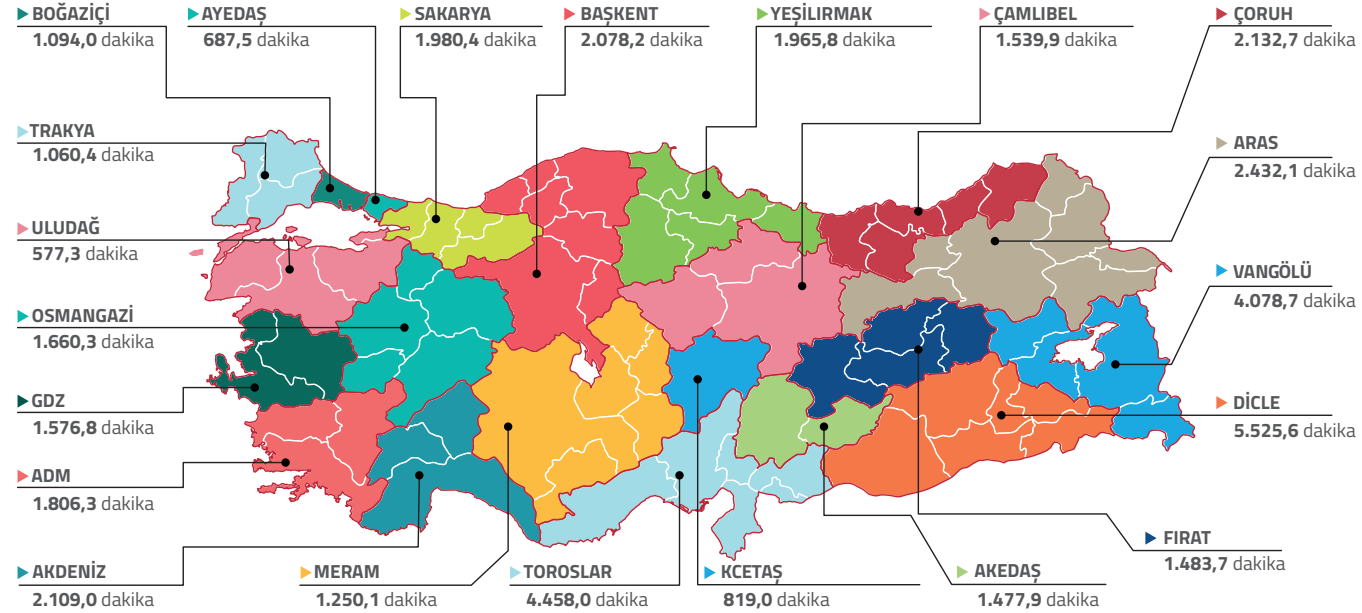 BOĞAZİÇİ
1.094,0 dakika
AYEDAŞ
687,5 dakika
SAKARYA
1.980,4 dakika
BAŞKENT
2.078,2 dakika
YEŞİLIRMAK
1.965,8 dakika
ÇAMLIBEL
1.539,9 dakika
ÇORUH
2.132,7 dakika
TRAKYA
1.060,4 dakika
ARAS
2.432,1 dakika
ULUDAĞ
577,3 dakika
VANGÖLÜ
4.078,7 dakika
OSMANGAZİ
1.660,3 dakika
GDZ
1.576,8 dakika
DİCLE
5.525,6 dakika
ADM
1.806,3 dakika
FIRAT
1.483,7 dakika
AKDENİZ
2.109,0 dakika
MERAM
1.250,1 dakika
TOROSLAR
4.458,0 dakika
KCETAŞ
819,0 dakika
AKEDAŞ
1.477,9 dakika